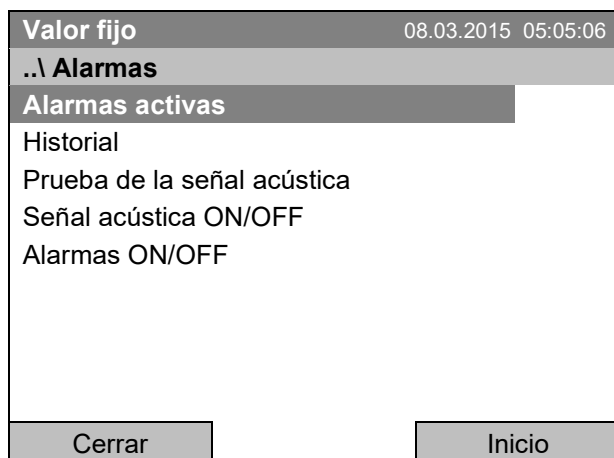 Valor fijo 08.03.2015 05:05:06
..\ Alarmas
Alarmas activas
Historial
Prueba de la señal acústica
Señal acústica ON/OFF
Alarmas ON/OFF
Cerrar Inicio